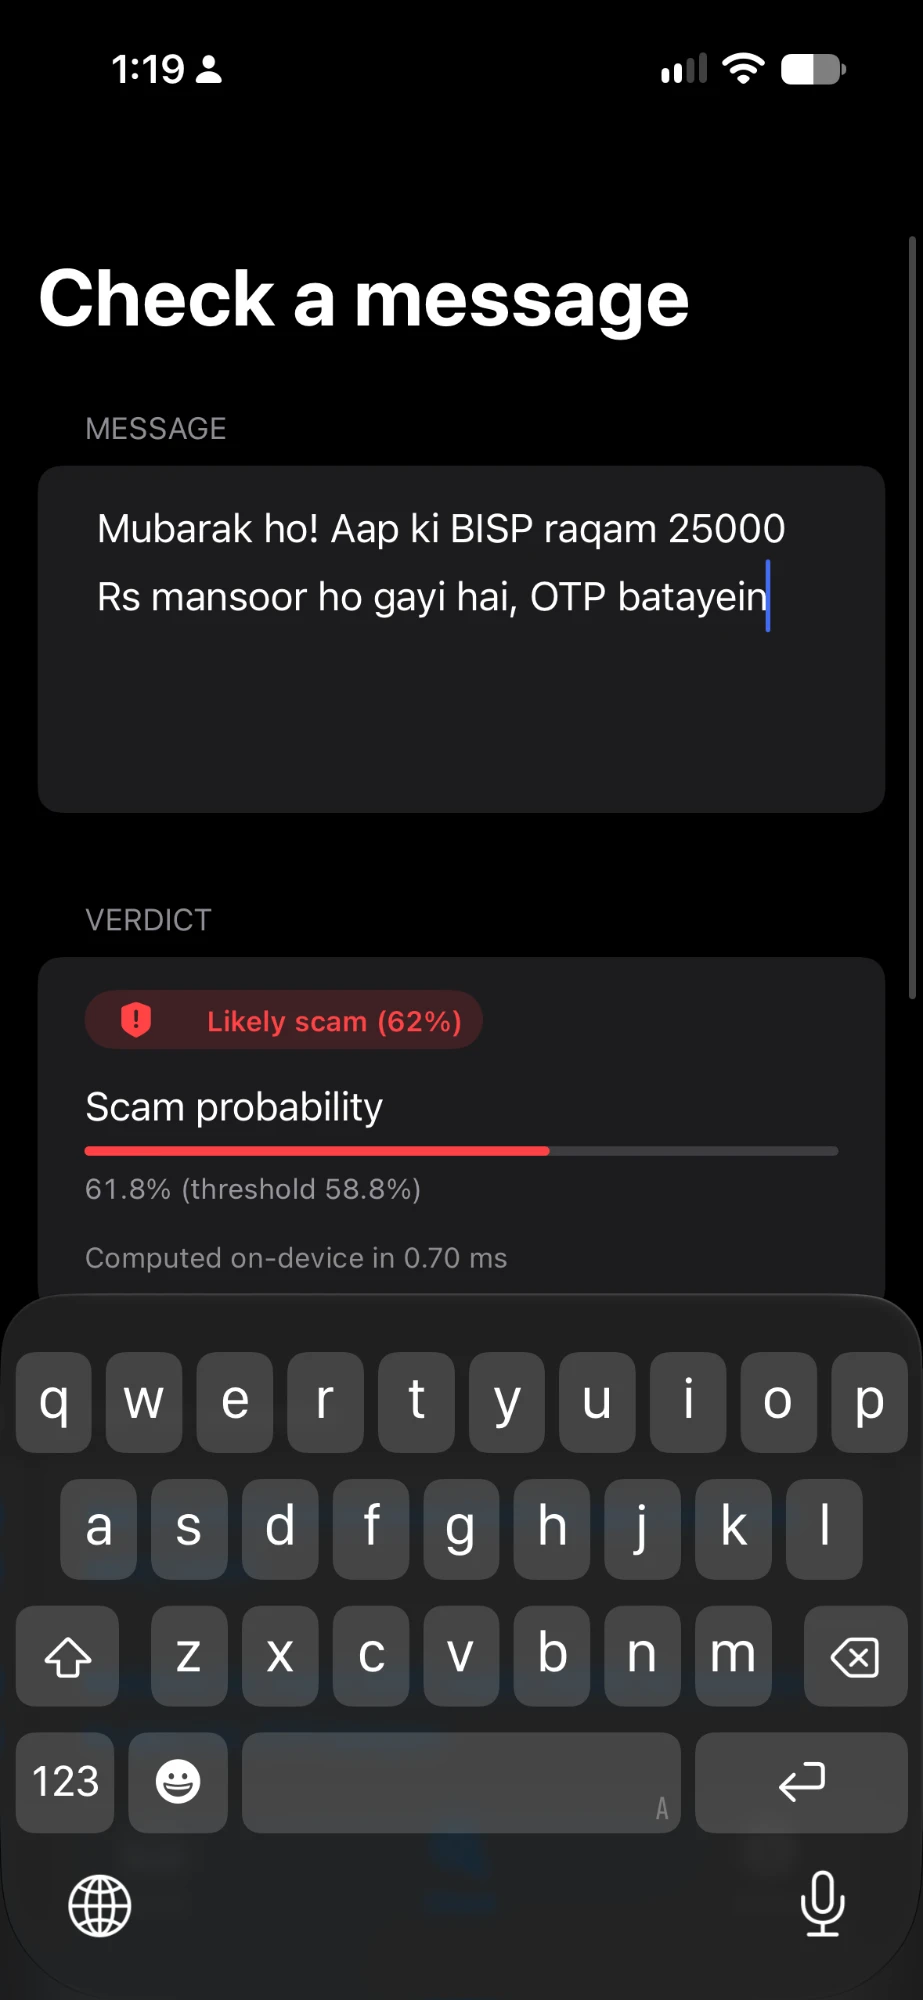 1:19
Check a message
MESSAGE
Mubarak ho! Aap ki BISP raqam 25000
Rs mansoor ho gayi hai, OTP batayein
VERDICT
Likely scam (62%)
Scam probability
61.8% (threshold 58.8%)
Computed on-device in 0.70 ms
q w e r t y u i o p
a s d f g h j k l
z x c v b n m
123
A